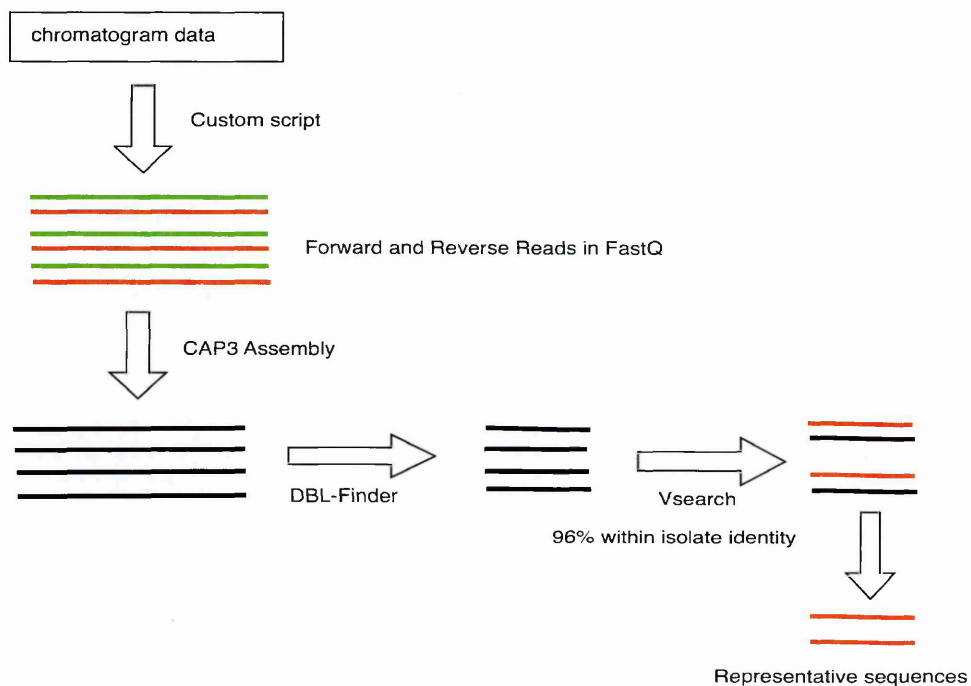 chromatogram data
Custom script
Forward and Reverse Reads in FastQ
CAP3 Assembly
DBL-Finder
Vsearch
96% within isolate identity
Representative sequences